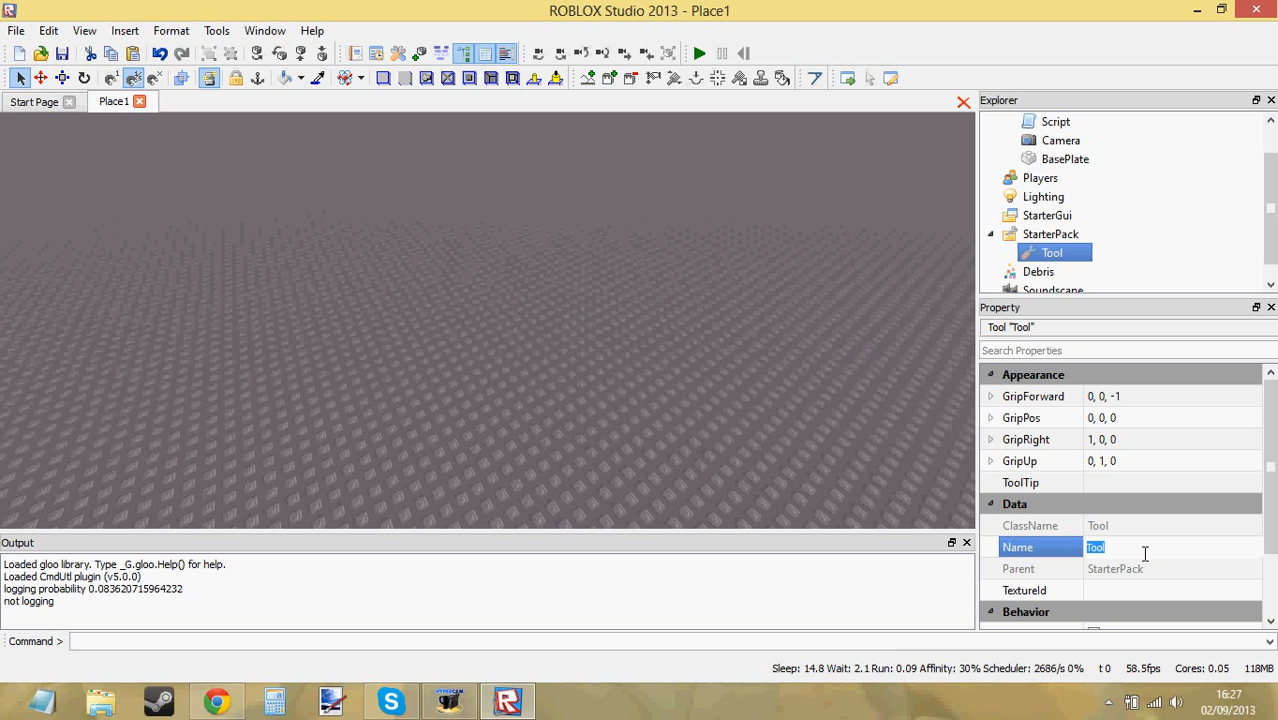 ROBLOX Studio 2013 - Place1
File Edit View Insert Format Tools Window Help
Start Page Place1
Explorer
Script
Camera
BasePlate
Players
Lighting
StarterGui
StarterPack
Tool
Debris
Soundscape
Property
Tool "Tool"
Search Properties
Appearance
GripForward 0, 0, -1
GripPos 0, 0, 0
GripRight 1, 0, 0
GripUp 0, 1, 0
ToolTip
Data
ClassName Tool
Name Tool
Parent StarterPack
TextureId
Behavior
Output
Loaded gloo library. Type _G.gloo.Help() for help.
Loaded CmdUtl plugin (v5.0.0)
logging probability 0.083620715964232
not logging
Command >
Sleep: 14.8 Wait: 2.1 Run: 0.09 Affinity: 30% Scheduler: 2686/s 0% t 0 58.5fps Cores: 0.05 118MB
16:27
02/09/2013